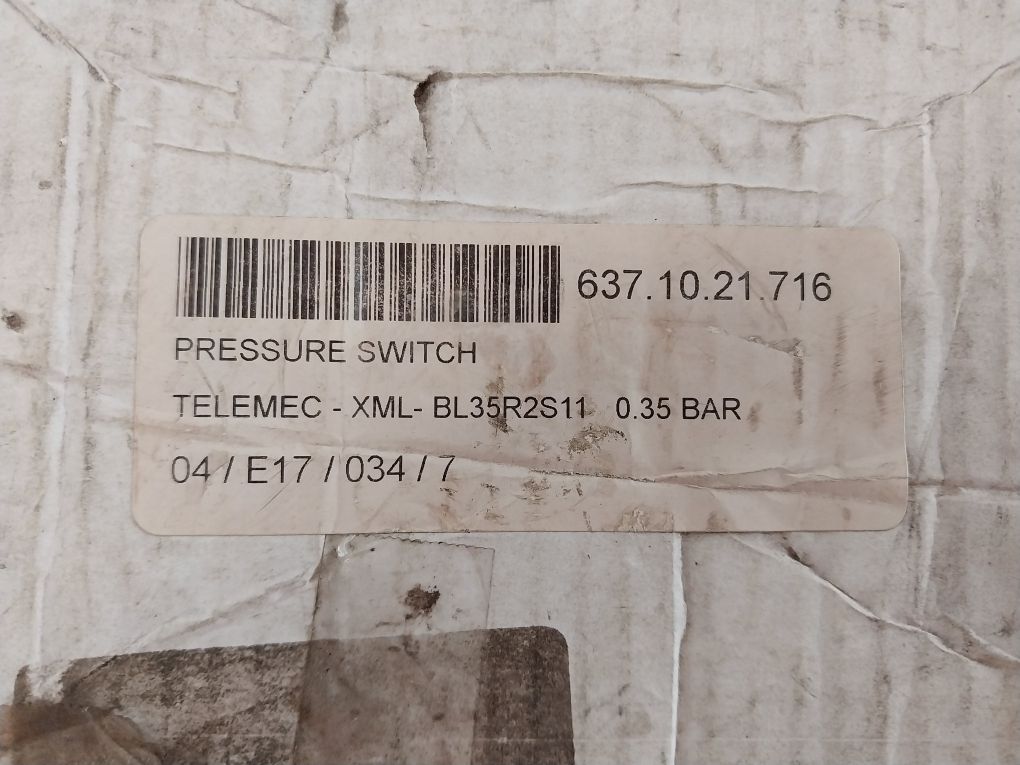 637.10.21.716
PRESSURE SWITCH
TELEMEC - XML- BL35R2S11 0.35 BAR
04 / E17 / 034 / 7